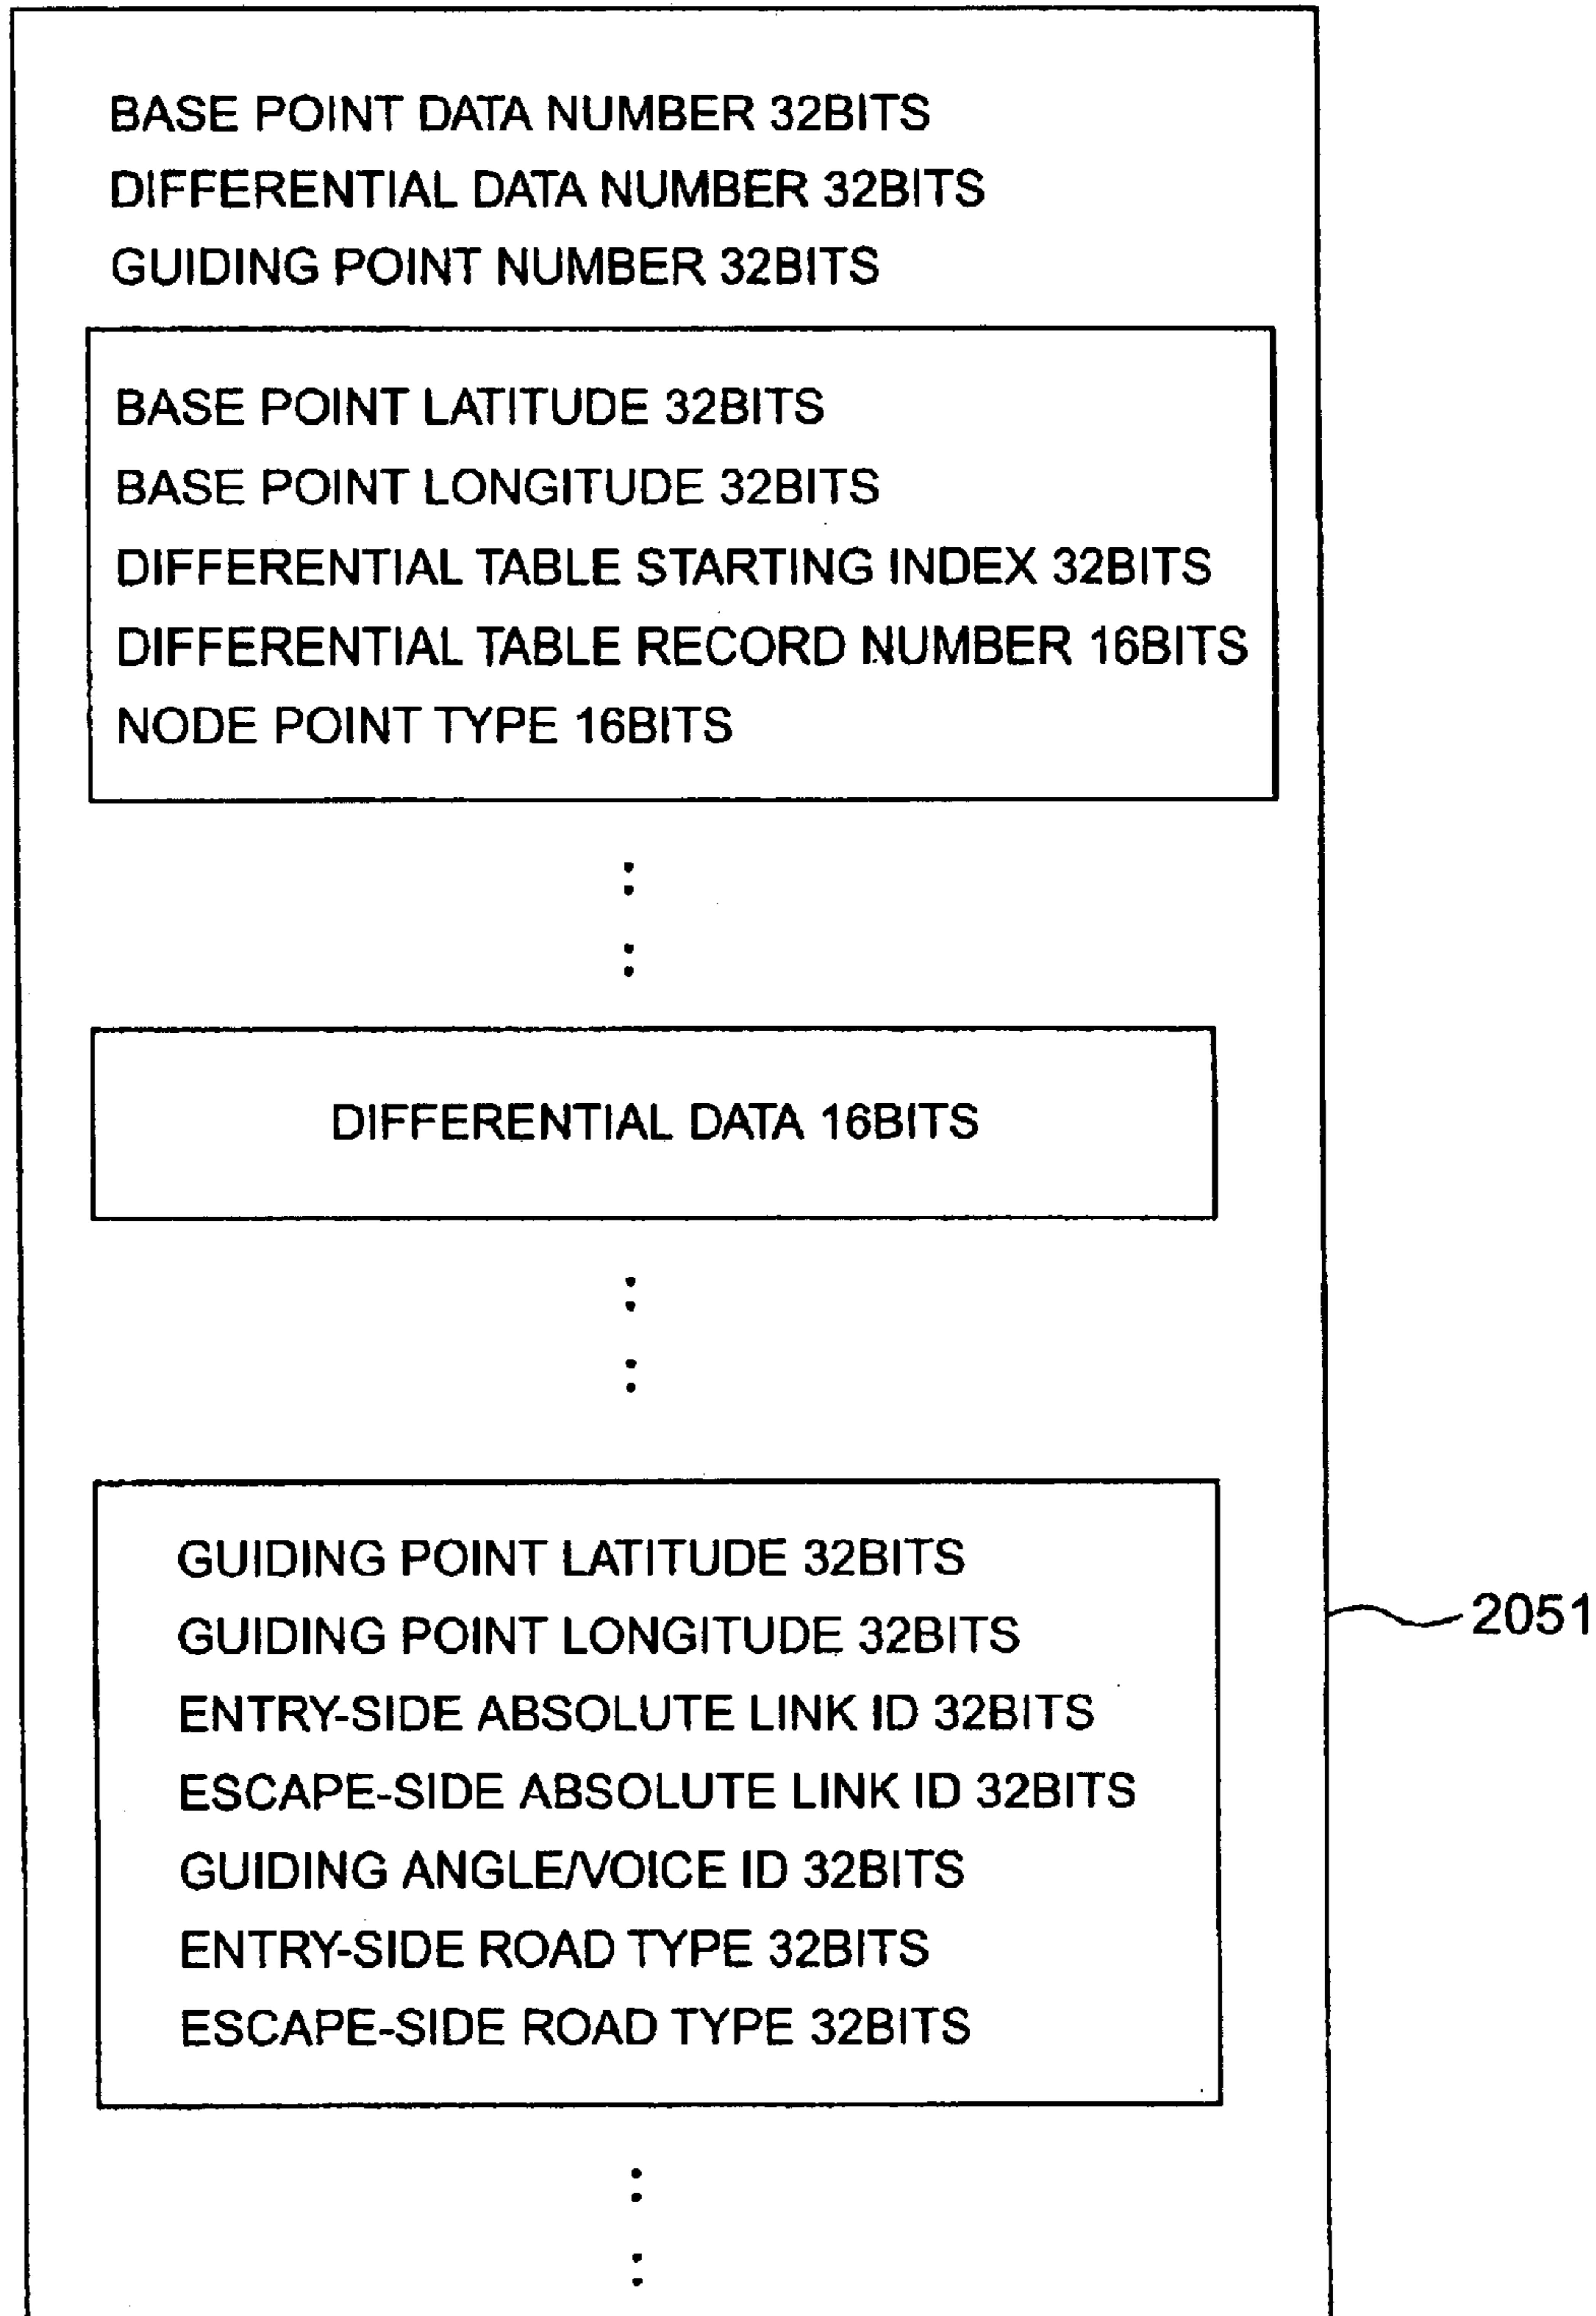 BASE POINT DATA NUMBER 32BITS
DIFFERENTIAL DATA NUMBER 32BITS
GUIDING POINT NUMBER 32BITS
BASE POINT LATITUDE 32BITS
BASE POINT LONGITUDE 32BITS
DIFFERENTIAL TABLE STARTING INDEX 32BITS
DIFFERENTIAL TABLE RECORD NUMBER 16BITS
NODE POINT TYPE 16BITS
DIFFERENTIAL DATA 16BITS
GUIDING POINT LATITUDE 32BITS
GUIDING POINT LONGITUDE 32BITS
2051
ENTRY-SIDE ABSOLUTE LINK ID 32BITS
ESCAPE-SIDE ABSOLUTE LINK ID 32BITS
GUIDING ANGLE/VOICE ID 32BITS
ENTRY-SIDE ROAD TYPE 32BITS
ESCAPE-SIDE ROAD TYPE 32BITS